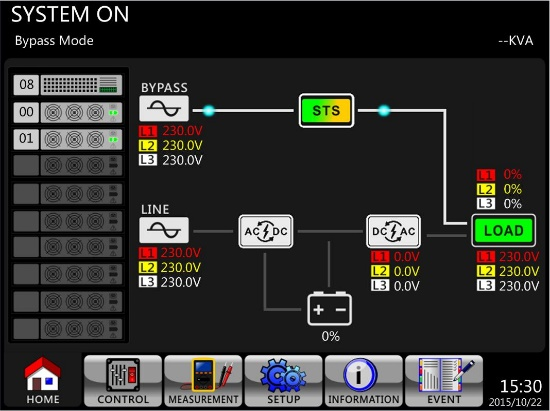 SYSTEM ON
Bypass Mode
--KVA
08
00
01
BYPASS
L1 230.0V
L2 230.0V
L3 230.0V
STS
L1 0%
L2 0%
L3 0%
LINE
L1 230.0V
L2 230.0V
L3 230.0V
AC DC
DC AC
L1 0.0V
L2 0.0V
L3 0.0V
LOAD
L1 230.0V
L2 230.0V
L3 230.0V
+ -
0%
HOME
CONTROL
MEASUREMENT
SETUP
INFORMATION
EVENT
15:30
2015/10/22